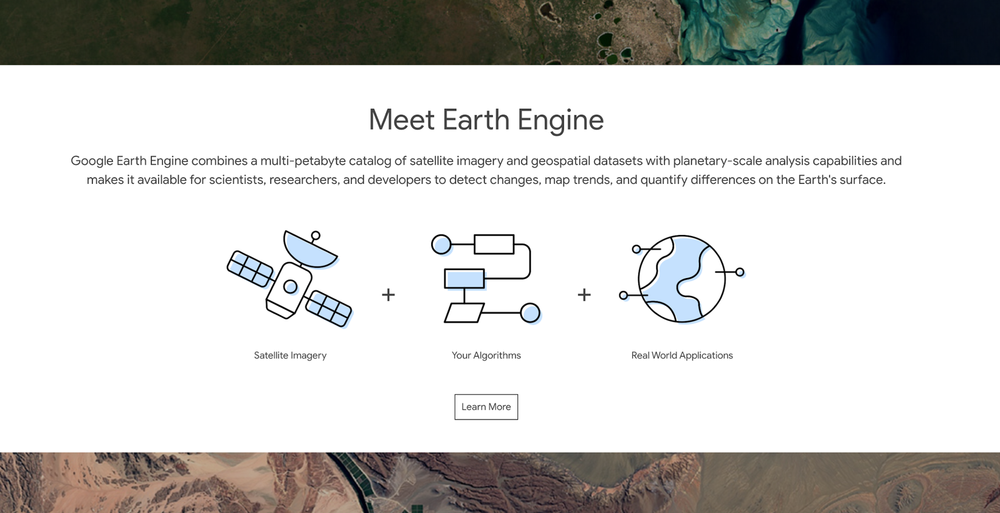 Meet Earth Engine
Google Earth Engine combines a multi-petabyte catalog of satellite imagery and geospatial datasets with planetary-scale analysis capabilities and
makes it available for scientists, researchers, and developers to detect changes, map trends, and quantify differences on the Earth's surface.
+ +
Satellite Imagery Your Algorithms Real World Applications
Learn More